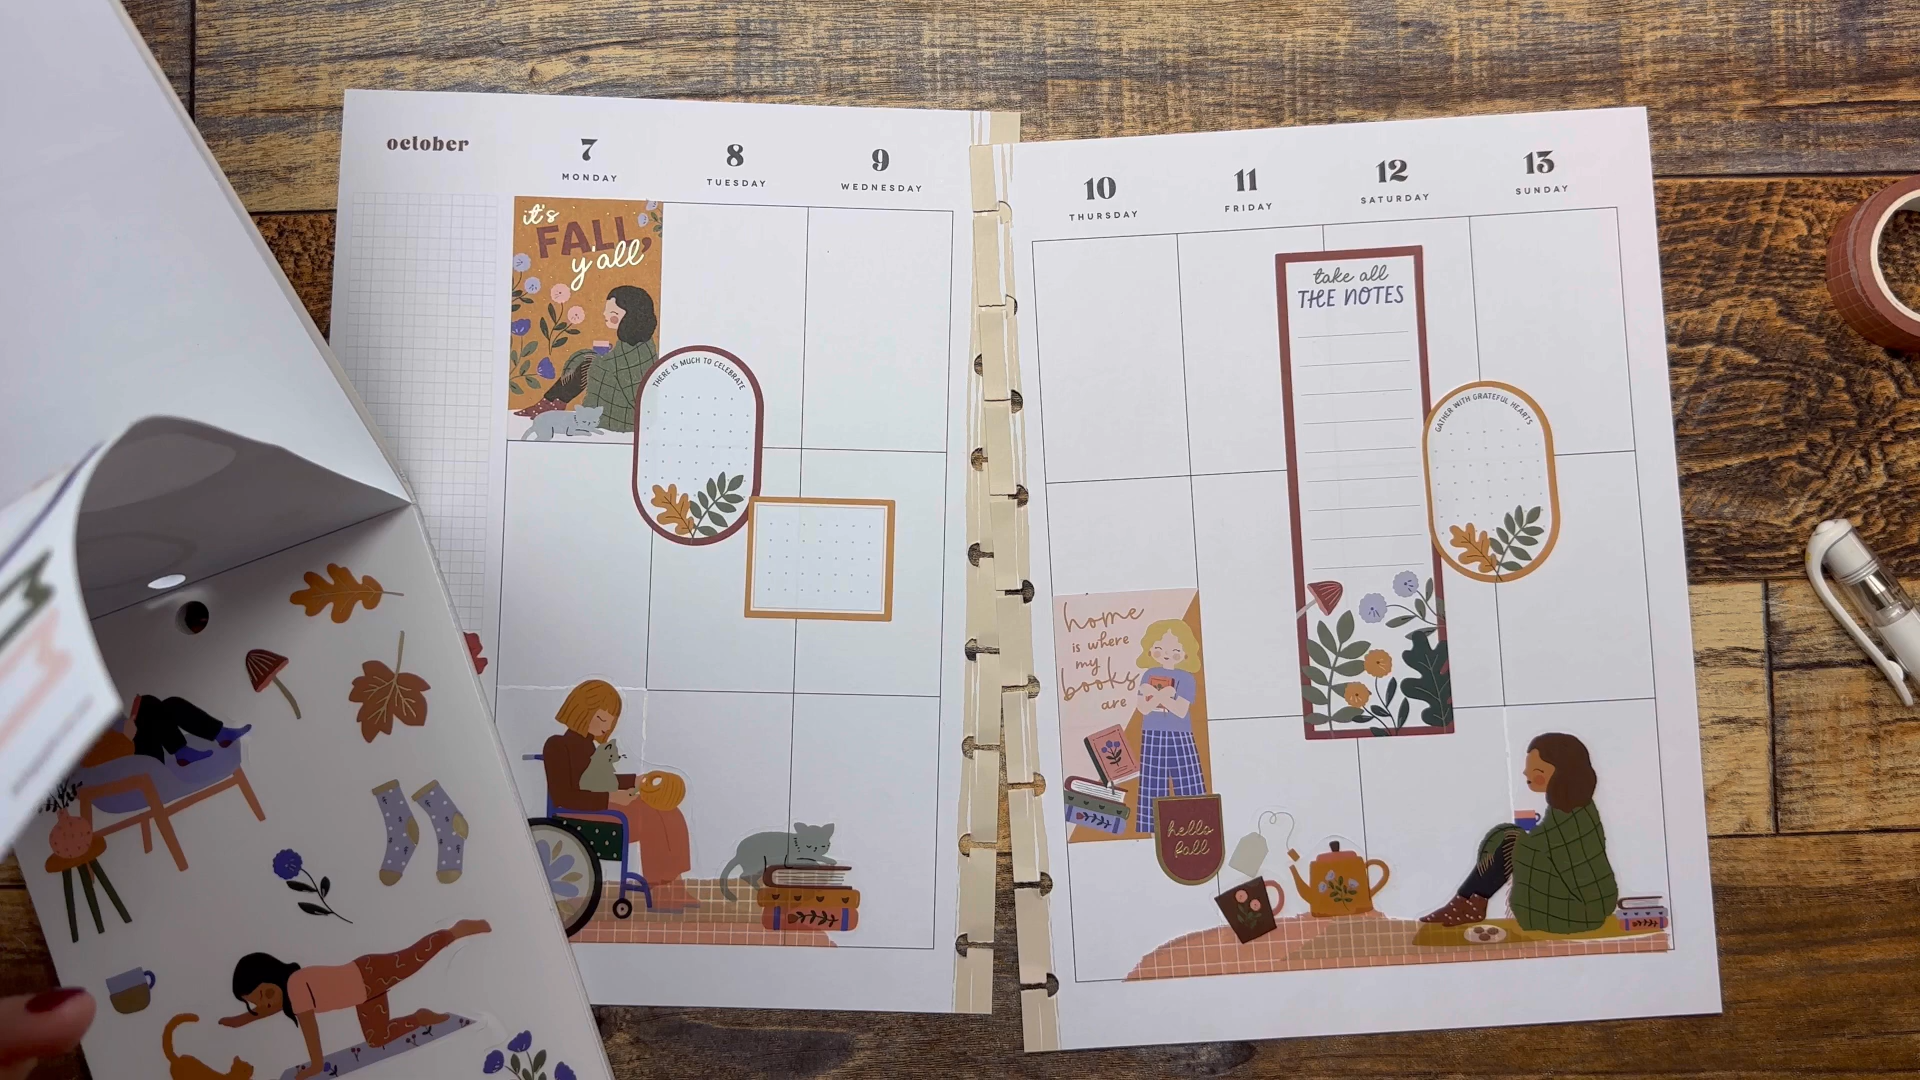 october
7
MONDAY
8
TUESDAY
9
WEDNESDAY
10
THURSDAY
11
FRIDAY
12
SATURDAY
13
SUNDAY
it's
FALL,
y'all
THERE IS MUCH TO CELEBRATE
take all
THE NOTES
GATHER WITH GRATEFUL HEARTS
home
is where
my
books
are
hello
fall